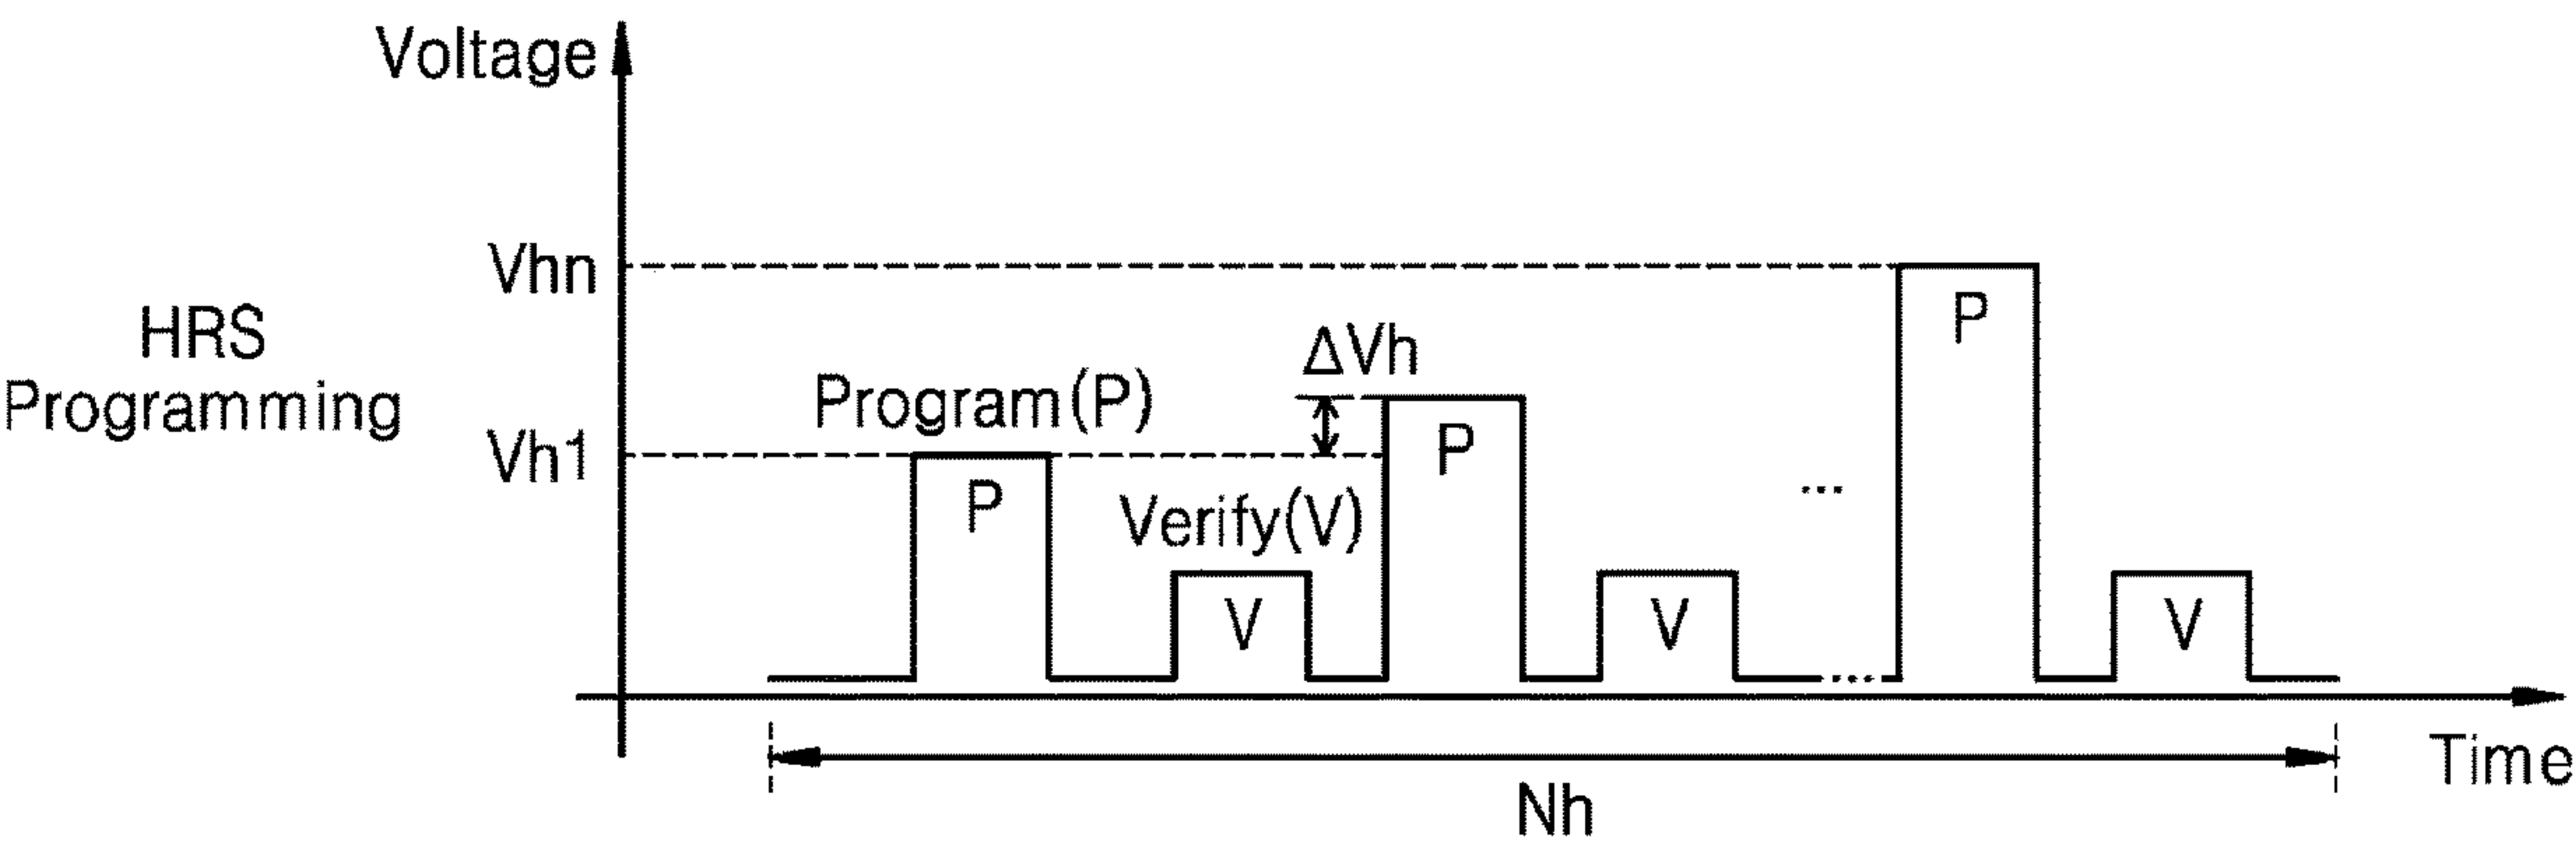 Voltage
Vhn
HRS
Programming
ΔVh
Program(P)
Vh1
Verify(V)
P
V
P
V
...
P
V
...
Time
Nh